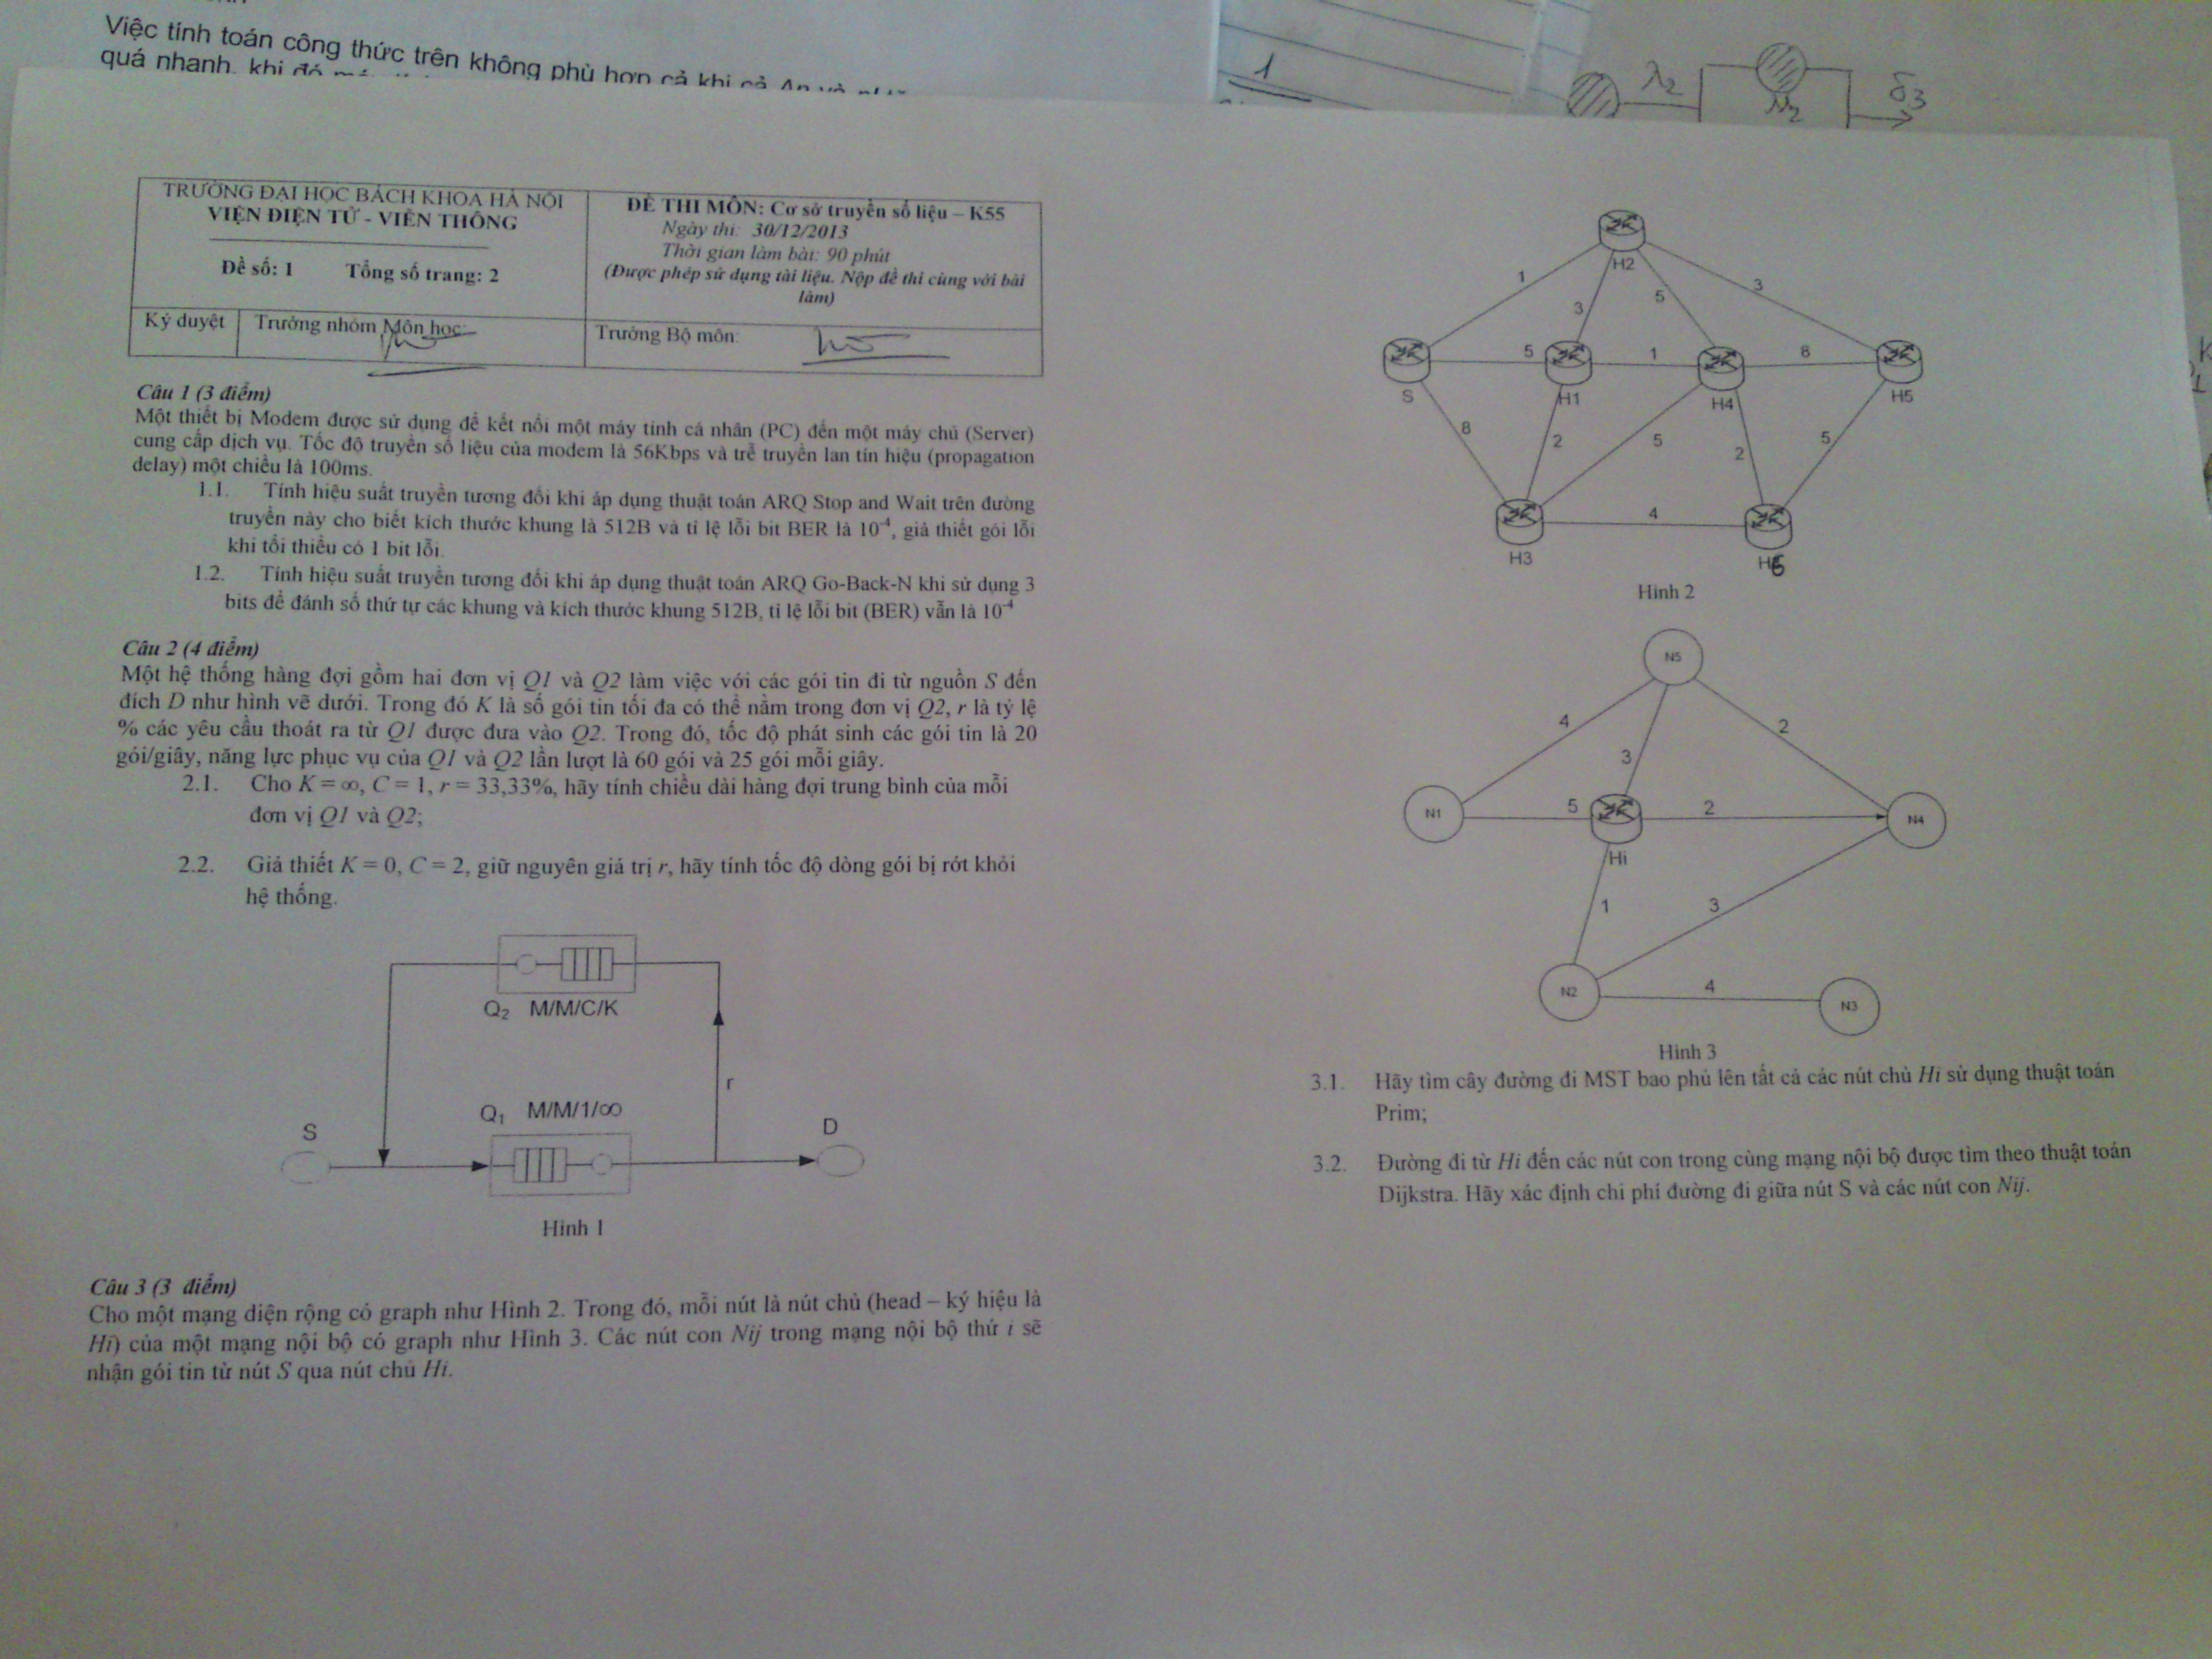 Việc tính toán công thức trên không phù hợp cả khi cả
quá nhanh. khi đó
1
TRƯỜNG ĐẠI HỌC BÁCH KHOA HÀ NỘI
VIỆN ĐIỆN TỬ - VIỄN THÔNG
Đề số: 1 Tổng số trang: 2
ĐỀ THI MÔN: Cơ sở truyền số liệu – K55
Ngày thi: 30/12/2013
Thời gian làm bài: 90 phút
(Được phép sử dụng tài liệu. Nộp đề thi cùng với bài
làm)
Ký duyệt Trưởng nhóm Môn học:
Trưởng Bộ môn:
Câu 1 (3 điểm)
Một thiết bị Modem được sử dụng để kết nối một máy tính cá nhân (PC) đến một máy chủ (Server)
cung cấp dịch vụ. Tốc độ truyền số liệu của modem là 56Kbps và trễ truyền lan tín hiệu (propagation
delay) một chiều là 100ms.
1.1. Tính hiệu suất truyền tương đối khi áp dụng thuật toán ARQ Stop and Wait trên đường
truyền này cho biết kích thước khung là 512B và tỉ lệ lỗi bit BER là 10⁻⁴, giả thiết gói lỗi
khi tối thiểu có 1 bit lỗi.
1.2. Tính hiệu suất truyền tương đối khi áp dụng thuật toán ARQ Go-Back-N khi sử dụng 3
bits để đánh số thứ tự các khung và kích thước khung 512B, tỉ lệ lỗi bit (BER) vẫn là 10⁻⁴
Câu 2 (4 điểm)
Một hệ thống hàng đợi gồm hai đơn vị Q1 và Q2 làm việc với các gói tin đi từ nguồn S đến
đích D như hình vẽ dưới. Trong đó K là số gói tin tối đa có thể nằm trong đơn vị Q2, r là tỷ lệ
% các yêu cầu thoát ra từ Q1 được đưa vào Q2. Trong đó, tốc độ phát sinh các gói tin là 20
gói/giây, năng lực phục vụ của Q1 và Q2 lần lượt là 60 gói và 25 gói mỗi giây.
2.1. Cho K = ∞, C = 1, r = 33,33%, hãy tính chiều dài hàng đợi trung bình của mỗi
đơn vị Q1 và Q2;
2.2. Giả thiết K = 0, C = 2, giữ nguyên giá trị r, hãy tính tốc độ dòng gói bị rớt khỏi
hệ thống.
Q₂ M/M/C/K
r
Q₁ M/M/1/∞
S
D
Hình 1
Câu 3 (3 điểm)
Cho một mạng diện rộng có graph như Hình 2. Trong đó, mỗi nút là nút chủ (head – ký hiệu là
Hi) của một mạng nội bộ có graph như Hình 3. Các nút con Nij trong mạng nội bộ thứ i sẽ
nhận gói tin từ nút S qua nút chủ Hi.
H2
1
3
5
3
5
1
8
S
H1
H4
H5
8
2
5
2
5
4
H3
H6
Hình 2
N5
4
3
2
N1
5
2
N4
Hi
1
3
N2
4
N3
Hình 3
3.1. Hãy tìm cây đường đi MST bao phủ lên tất cả các nút chủ Hi sử dụng thuật toán
Prim;
3.2. Đường đi từ Hi đến các nút con trong cùng mạng nội bộ được tìm theo thuật toán
Dijkstra. Hãy xác định chi phí đường đi giữa nút S và các nút con Nij.